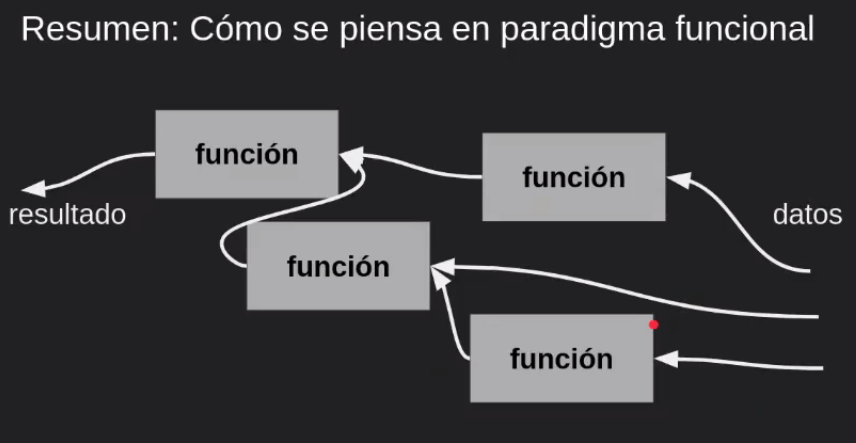 Resumen: Cómo se piensa en paradigma funcional
función
función
resultado
datos
función
función